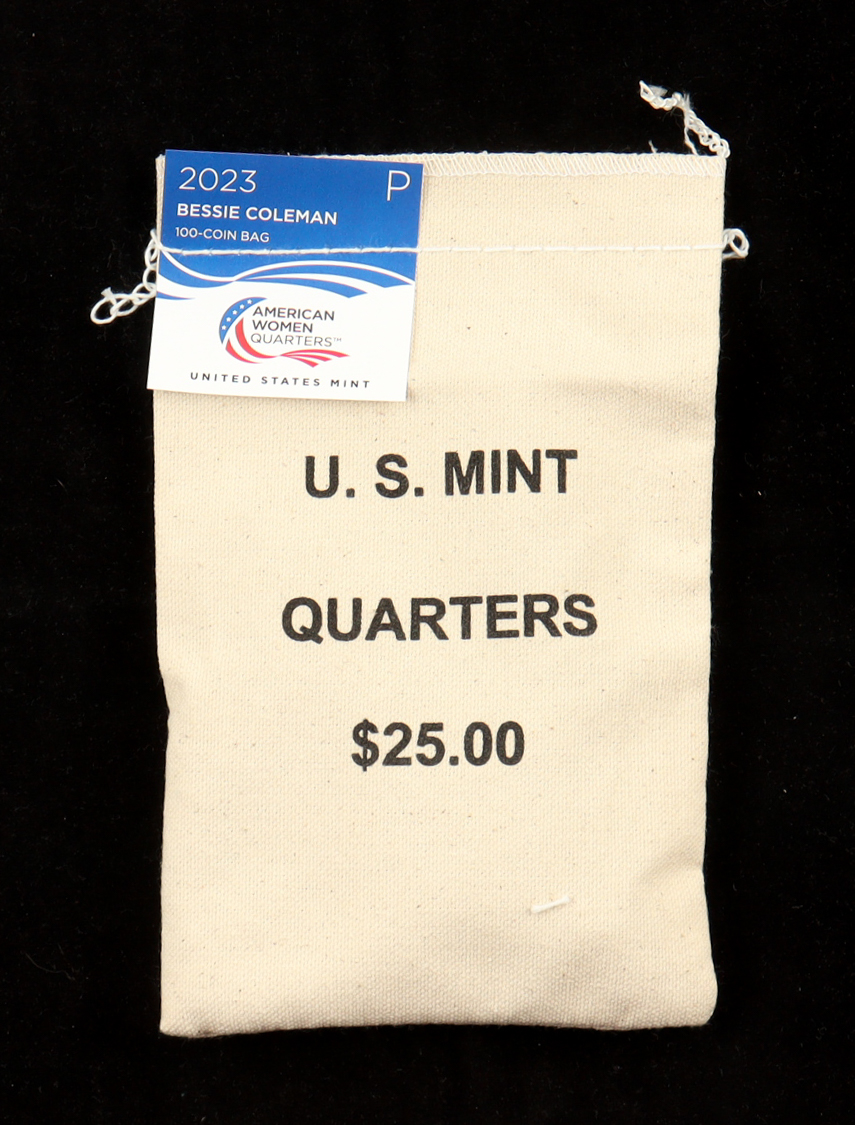 2023 P
BESSIE COLEMAN
100-COIN BAG
AMERICAN
WOMEN
QUARTERS™
UNITED STATES MINT
U. S. MINT
QUARTERS
$25.00